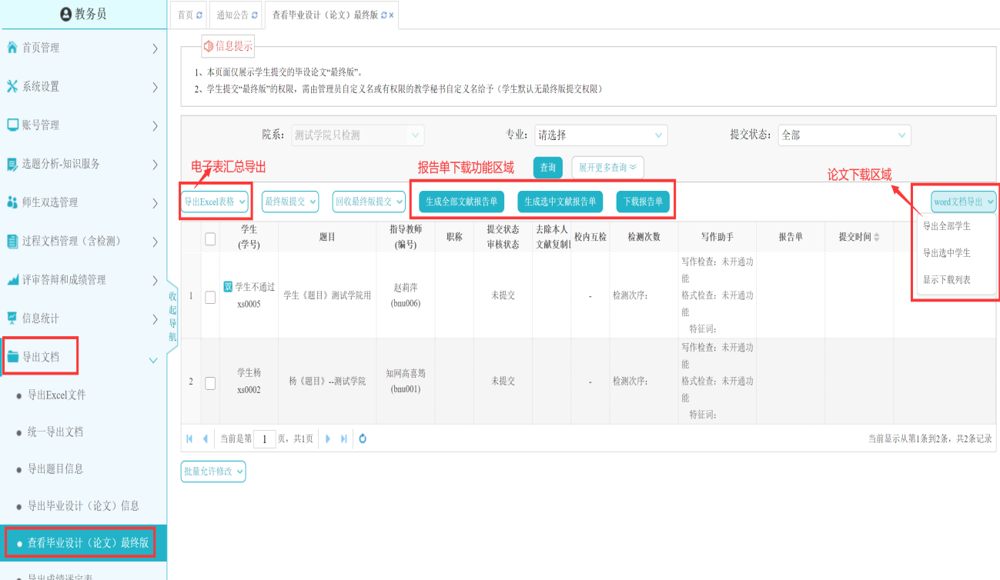 教务员
首页
通知公告
查看毕业设计（论文）最终版
首页管理
系统设置
账号管理
选题分析-知识服务
师生双选管理
过程文档管理（含检测）
评审答辩和成绩管理
信息统计
导出文档
导出Excel文件
统一导出文档
导出题目信息
导出毕业设计（论文）信息
查看毕业设计（论文）最终版
导出成绩评定表
收起导航
信息提示
1、本页面仅展示学生提交的毕设论文“最终版”。
2、学生提交“最终版”的权限，需由管理员自定义名或有权限的教学秘书自定义名给予（学生默认无最终版提交权限）
院系： 测试学院只检测 专业： 请选择 提交状态： 全部
电子表汇总导出 报告单下载功能区域 查询 展开更多查询 论文下载区域
导出Excel表格 最终版提交 回收最终版提交 生成全部文献报告单 生成选中文献报告单 下载报告单 word文档导出
导出全部学生
导出选中学生
显示下载列表
学生
(学号)
题目
指导教师
(编号)
职称
提交状态
审核状态
去除本人
文献复制
校内互检
检测次数
写作助手
报告单
提交时间
1
双 学生不通过
xs0005
学生《题目》测试学院用
赵莉萍
(bnu006)
未提交
-
检测次序:
写作检查: 未开通功
能
格式检查: 未开通功
能
特征词:
2
学生杨
xs0002
杨《题目》--测试学院
知网高喜筠
(bnu001)
未提交
-
检测次序:
写作检查: 未开通功
能
格式检查: 未开通功
能
特征词:
当前是第 1 页，共1页
当前显示从第1条到2条，共2条记录
批量允许修改